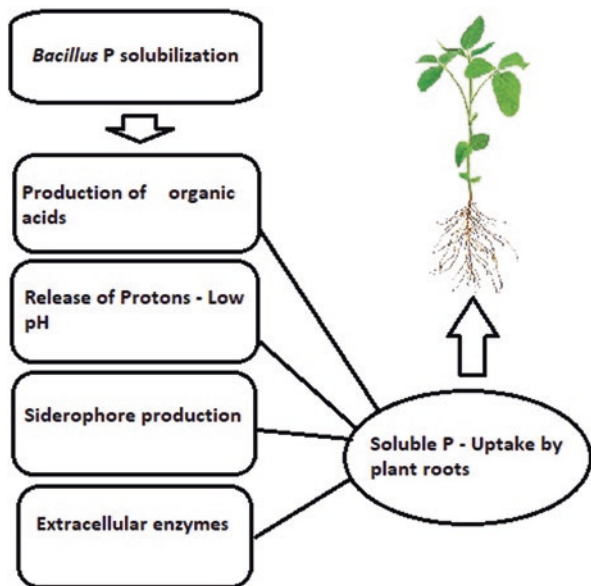 Bacillus P solubilization
Production of organic
acids
Release of Protons - Low
pH
Siderophore production
Extracellular enzymes
Soluble P - Uptake by
plant roots